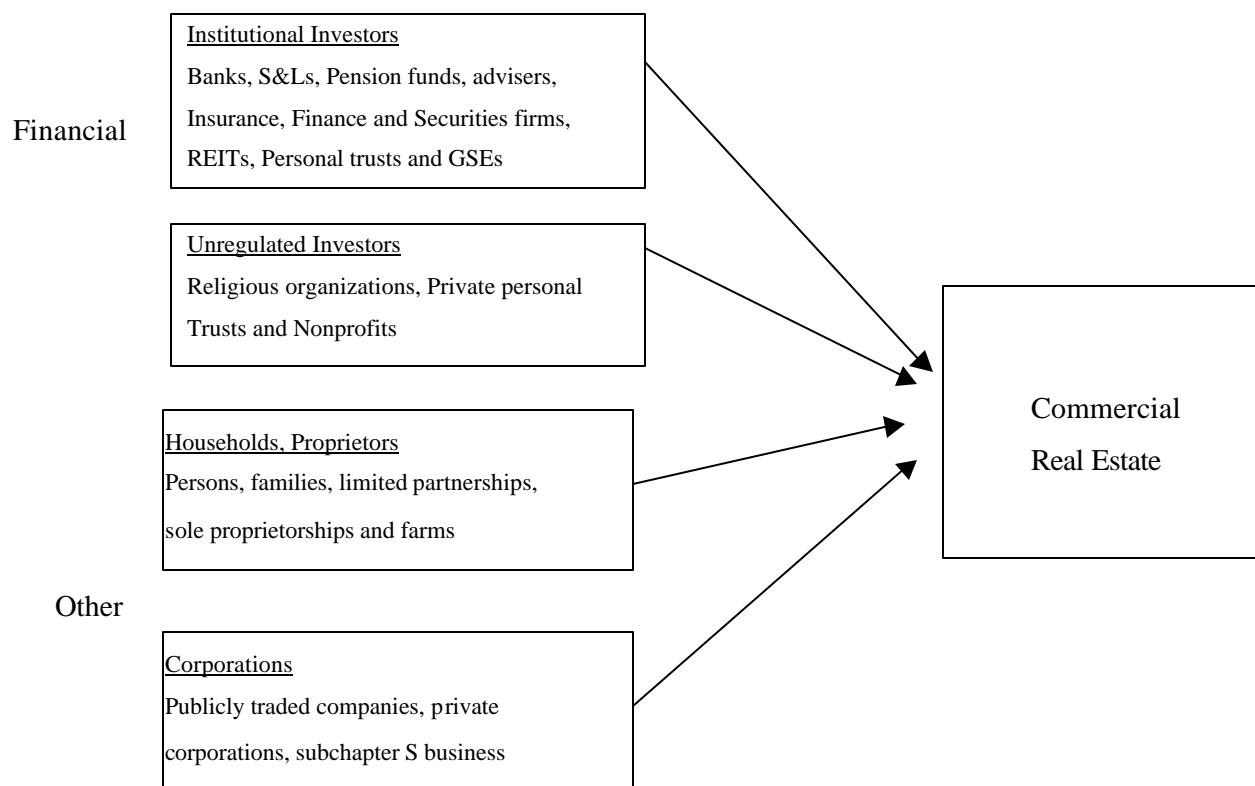 Institutional Investors
Banks, S&Ls, Pension funds, advisers,
Insurance, Finance and Securities firms,
REITs, Personal trusts and GSEs
Financial
Unregulated Investors
Religious organizations, Private personal
Trusts and Nonprofits
Households, Proprietors
Persons, families, limited partnerships,
sole proprietorships and farms
Other
Corporations
Publicly traded companies, private
corporations, subchapter S business
Commercial
Real Estate